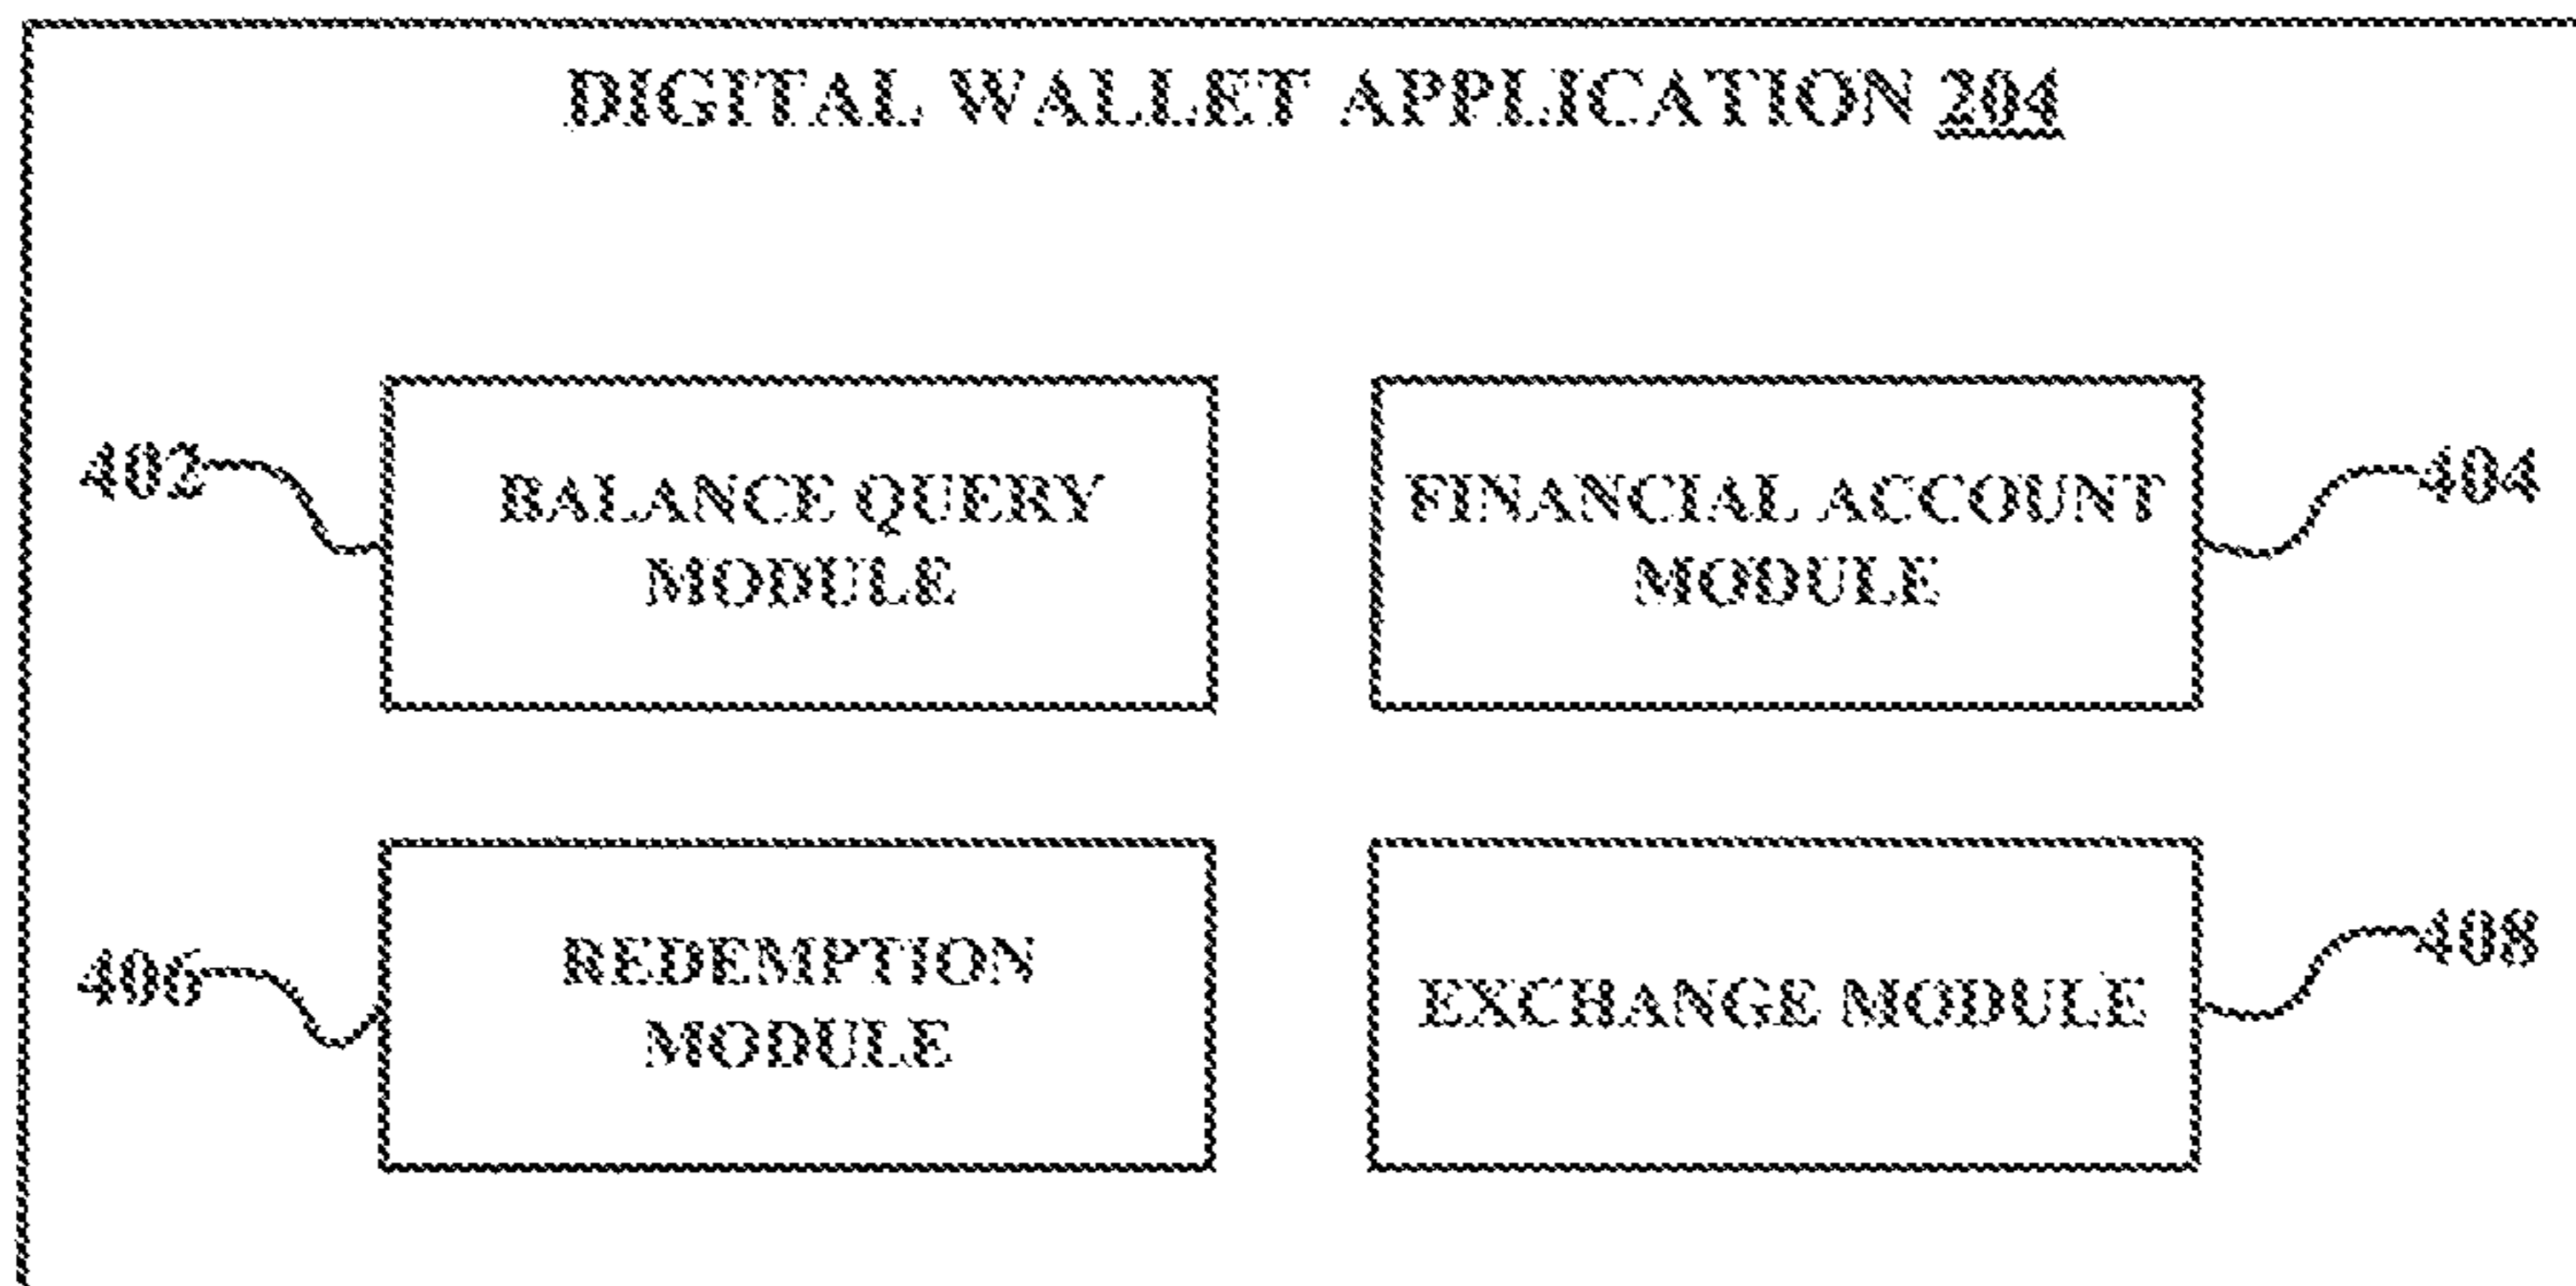 DIGITAL WALLET APPLICATION 204
402
BALANCE QUERY
MODULE
FINANCIAL ACCOUNT
MODULE
404
406
REDEMPTION
MODULE
EXCHANGE MODULE
408